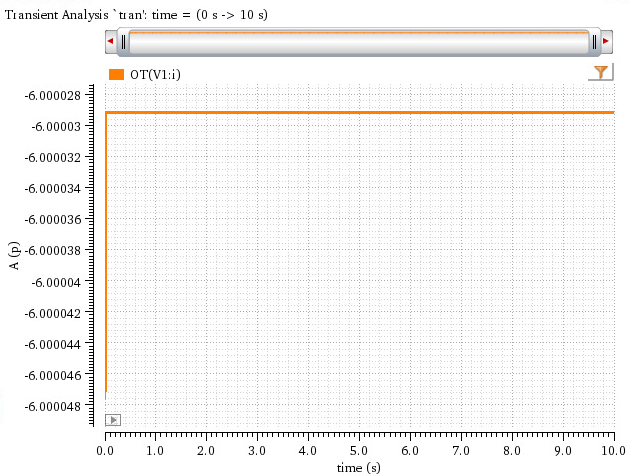 Transient Analysis `tran': time = (0 s -> 10 s)
OT(V1:i)
-6.000028
-6.00003
-6.000032
-6.000034
-6.000036
-6.000038
-6.00004
-6.000042
-6.000044
-6.000046
-6.000048
A (p)
0.0 1.0 2.0 3.0 4.0 5.0 6.0 7.0 8.0 9.0 10.0
time (s)